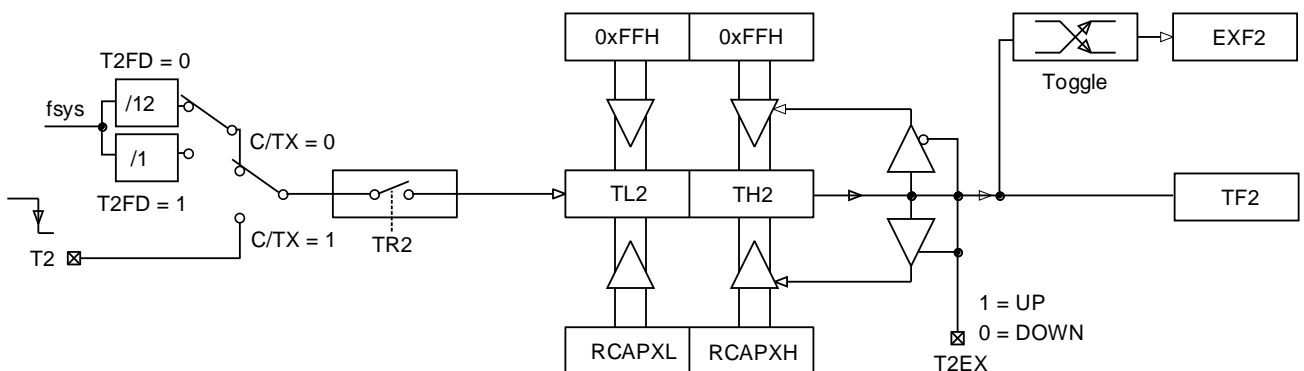 0xFFH 0xFFH
EXF2
Toggle
T2FD = 0
fsys
/12
/1
T2FD = 1
C/TX = 0
C/TX = 1
T2
TR2
TL2 TH2
TF2
1 = UP
0 = DOWN
T2EX
RCAPXL RCAPXH